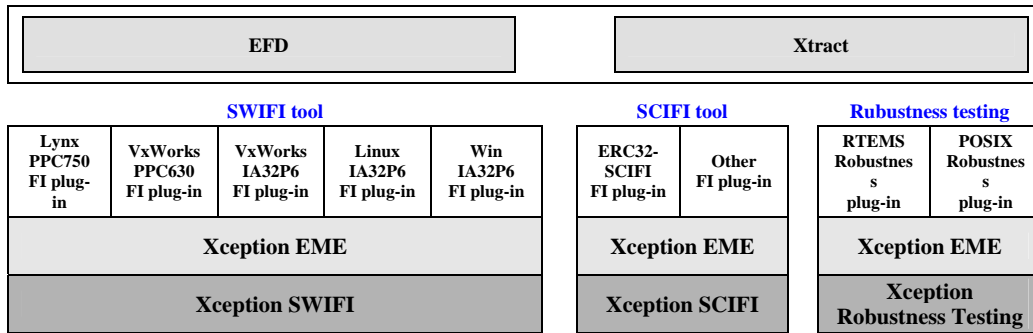 EFD
Xtract
SWIFI tool
SCIFI tool
Rubustness testing
Lynx
PPC750
FI plug-
in
VxWorks
PPC630
FI plug-in
VxWorks
IA32P6
FI plug-in
Linux
IA32P6
FI plug-in
Win
IA32P6
FI plug-in
ERC32-
SCIFI
FI plug-in
Other
FI plug-in
RTEMS
Robustnes
s
plug-in
POSIX
Robustnes
s
plug-in
Xception EME
Xception EME
Xception EME
Xception SWIFI
Xception SCIFI
Xception
Robustness Testing